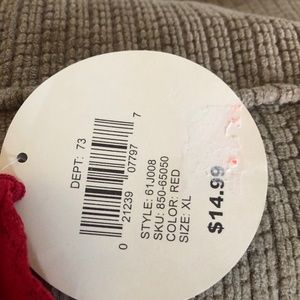 DEPT: 73
0 21239 07797 7
STYLE: 61J008
SKU: 850-65050
COLOR: RED
SIZE: XL
$14.99